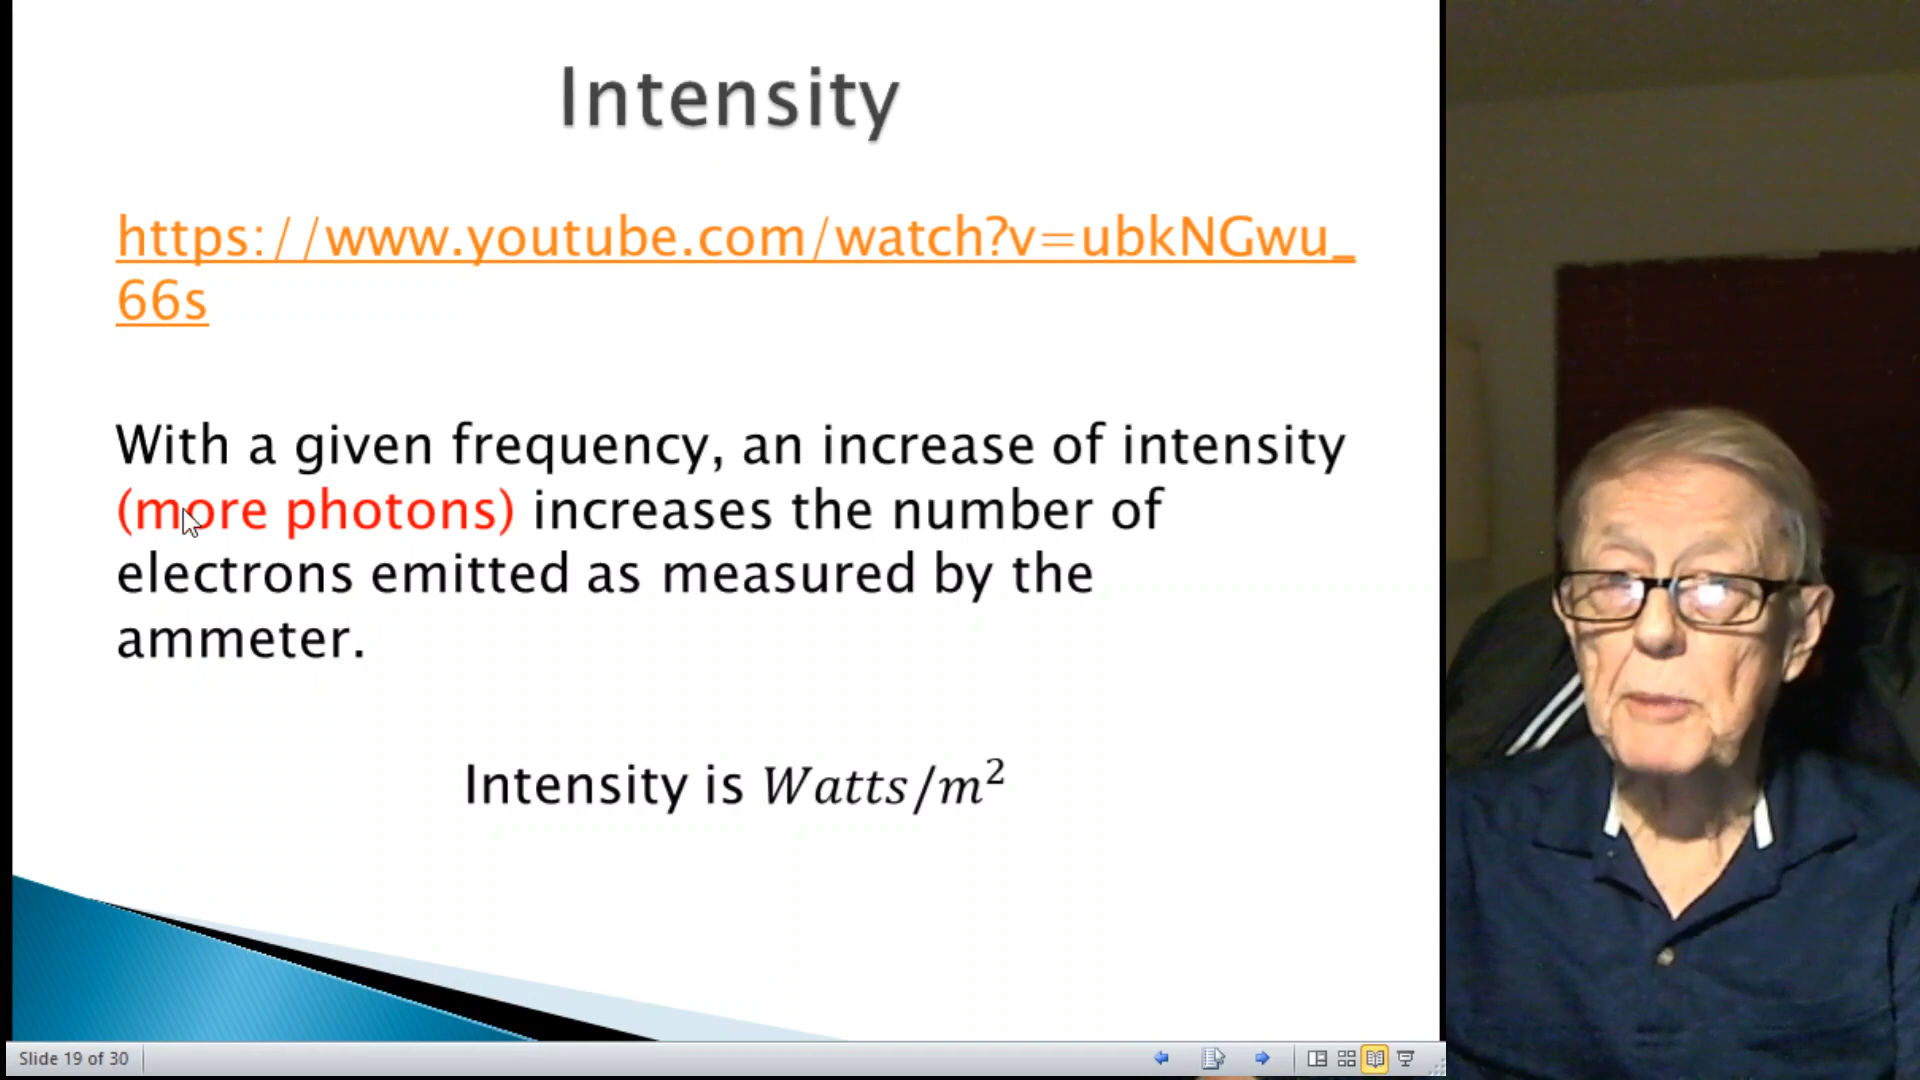 Intensity
https://www.youtube.com/watch?v=ubkNGwu_
66s
With a given frequency, an increase of intensity
(more photons) increases the number of
electrons emitted as measured by the
ammeter.
Intensity is Watts/m²
Slide 19 of 30